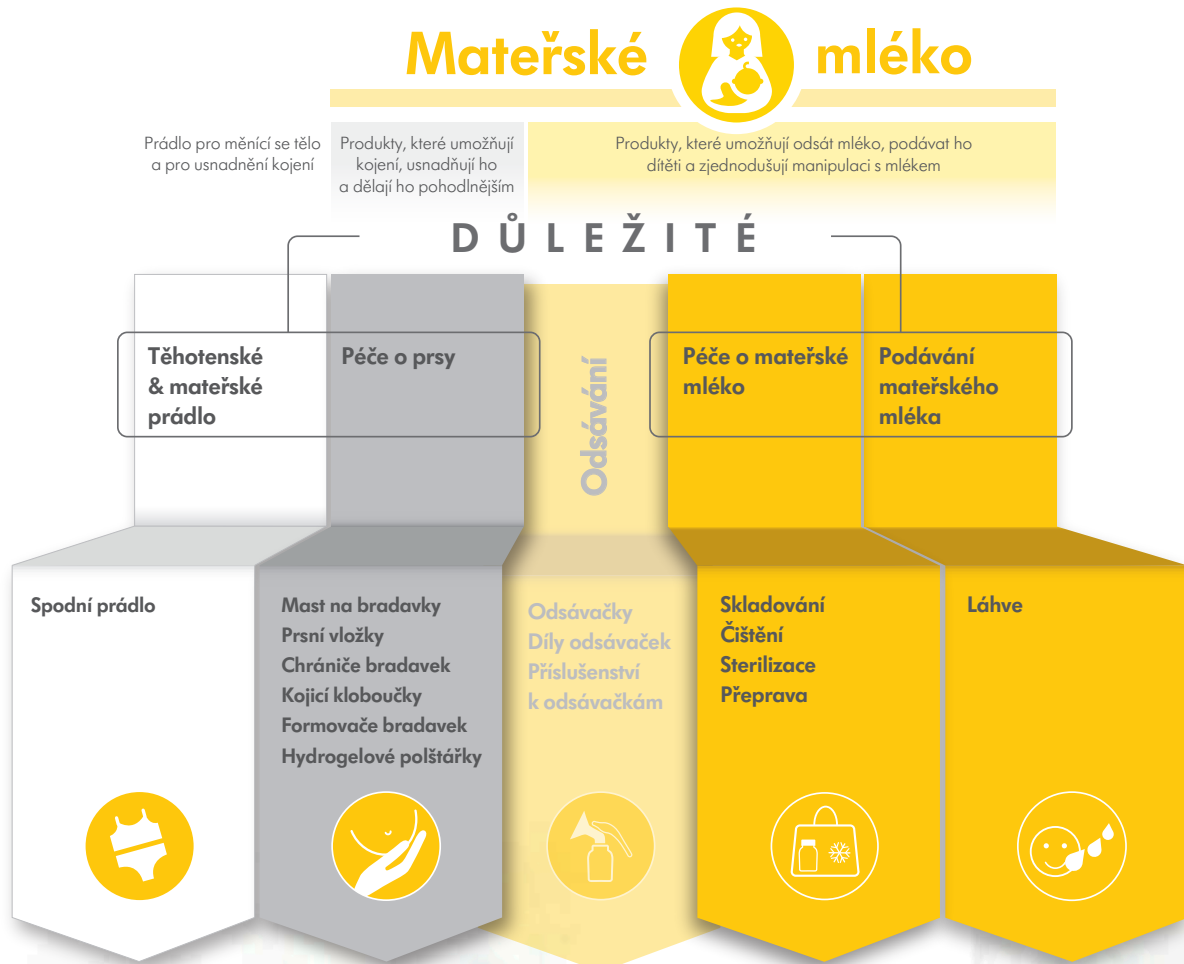 Mateřské mléko
Prádlo pro měnící se tělo
a pro usnadnění kojení
Produkty, které umožňují
kojení, usnadňují ho
a dělají ho pohodlnějším
Produkty, které umožňují odsát mléko, podávat ho
dítěti a zjednodušují manipulaci s mlékem
DŮLEŽITÉ
Těhotenské
& mateřské
prádlo
Péče o prsy
Odsávání
Péče o mateřské
mléko
Podávání
mateřského
mléka
Spodní prádlo
Mast na bradavky
Prsní vložky
Chrániče bradavek
Kojicí kloboučky
Formovače bradavek
Hydrogelové polštářky
Odsávačky
Díly odsávaček
Příslušenství
k odsávačkám
Skladování
Čištění
Sterilizace
Přeprava
Láhve